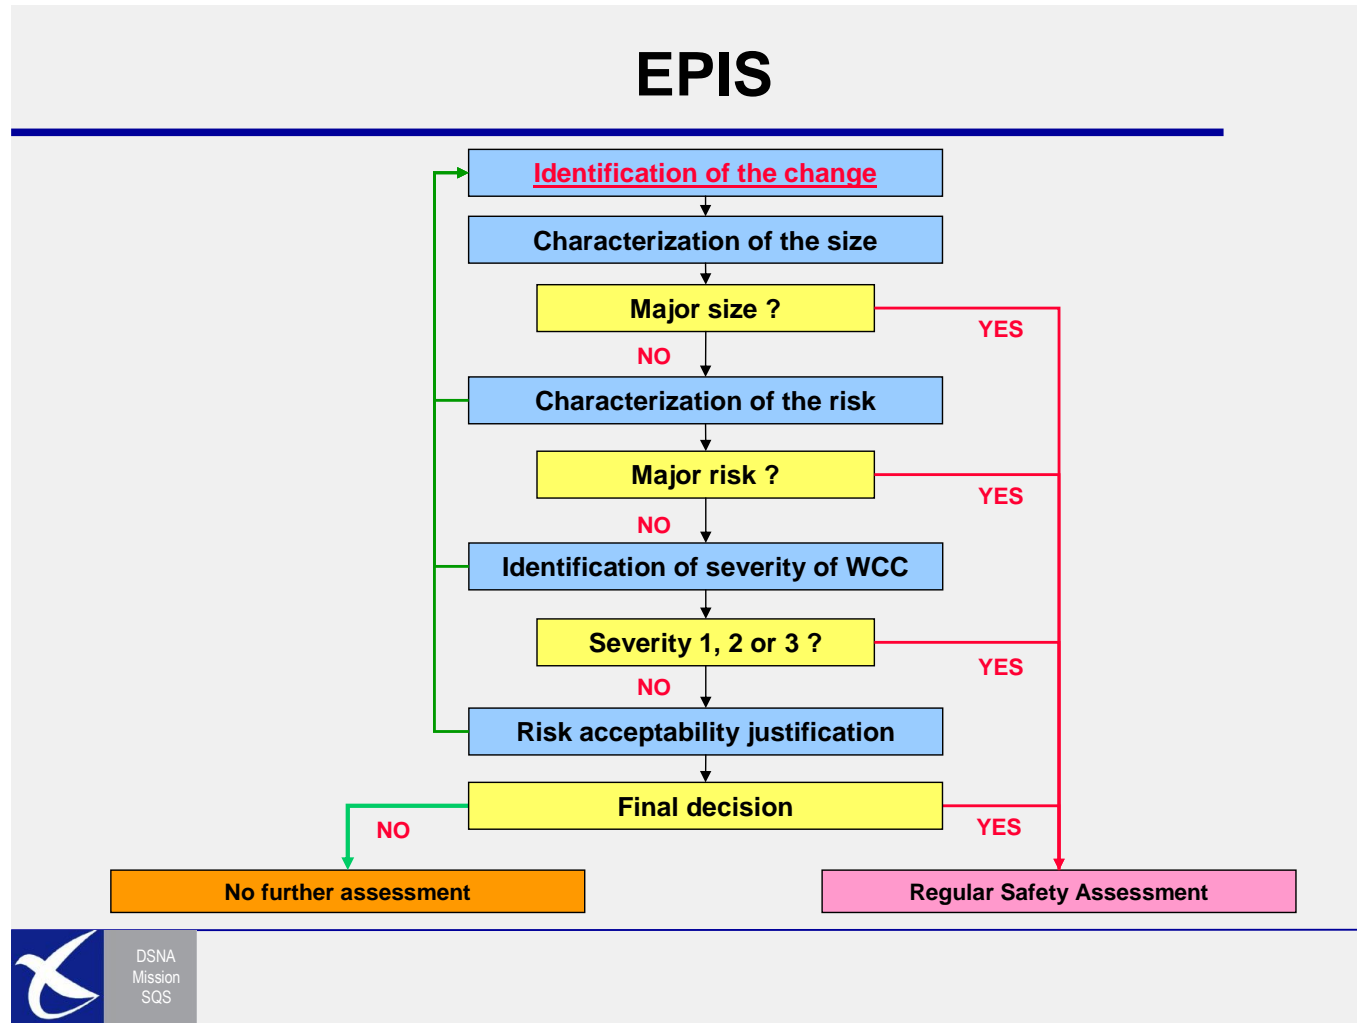 EPIS
Identification of the change
Characterization of the size
Major size ?
YES
NO
Characterization of the risk
Major risk ?
YES
NO
Identification of severity of WCC
Severity 1, 2 or 3 ?
YES
NO
Risk acceptability justification
Final decision
NO
YES
No further assessment
Regular Safety Assessment
DSNA
Mission
SQS